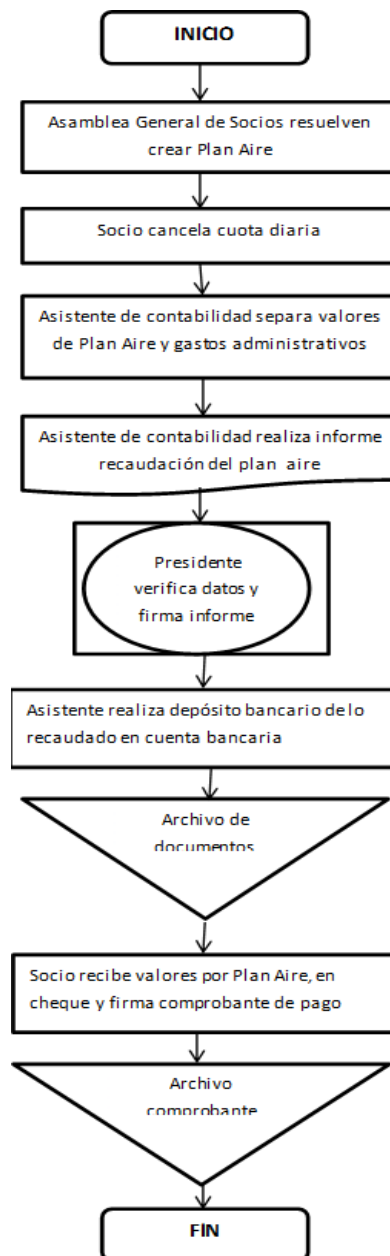 INICIO
Asamblea General de Socios resuelven
crear Plan Aire
Socio cancela cuota diaria
Asistente de contabilidad separa valores
de Plan Aire y gastos administrativos
Asistente de contabilidad realiza informe
recaudación del plan aire
Presidente
verifica datos y
firma informe
Asistente realiza depósito bancario de lo
recaudado en cuenta bancaria
Archivo de
documentos
Socio recibe valores por Plan Aire, en
cheque y firma comprobante de pago
Archivo
comprobante
FIN